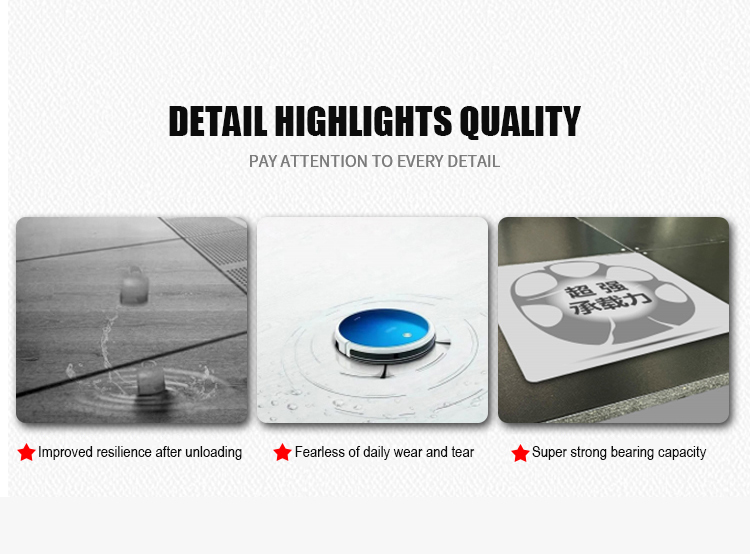 DETAIL HIGHLIGHTS QUALITY
PAY ATTENTION TO EVERY DETAIL
超 强
承载力
Improved resilience after unloading
Fearless of daily wear and tear
Super strong bearing capacity